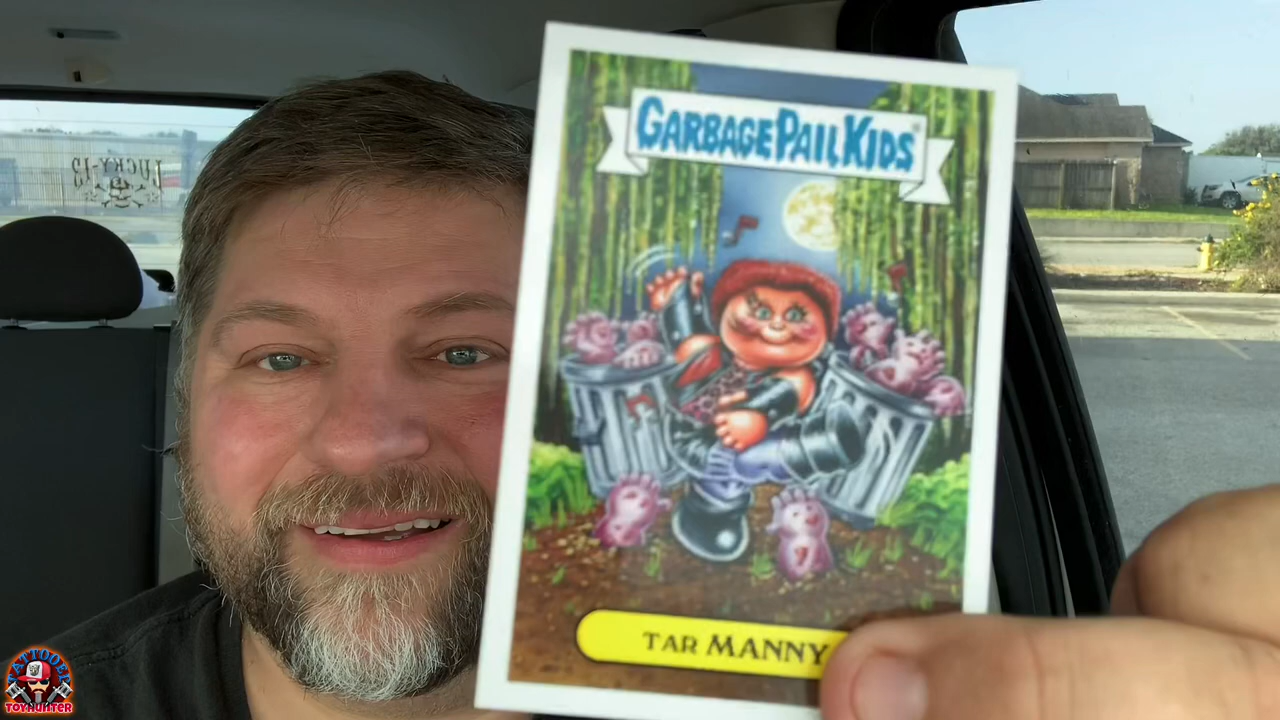 LUCKY-13
GARBAGE PAIL KIDS
TAR MANNY
TATTOOED
TOYHUNTER